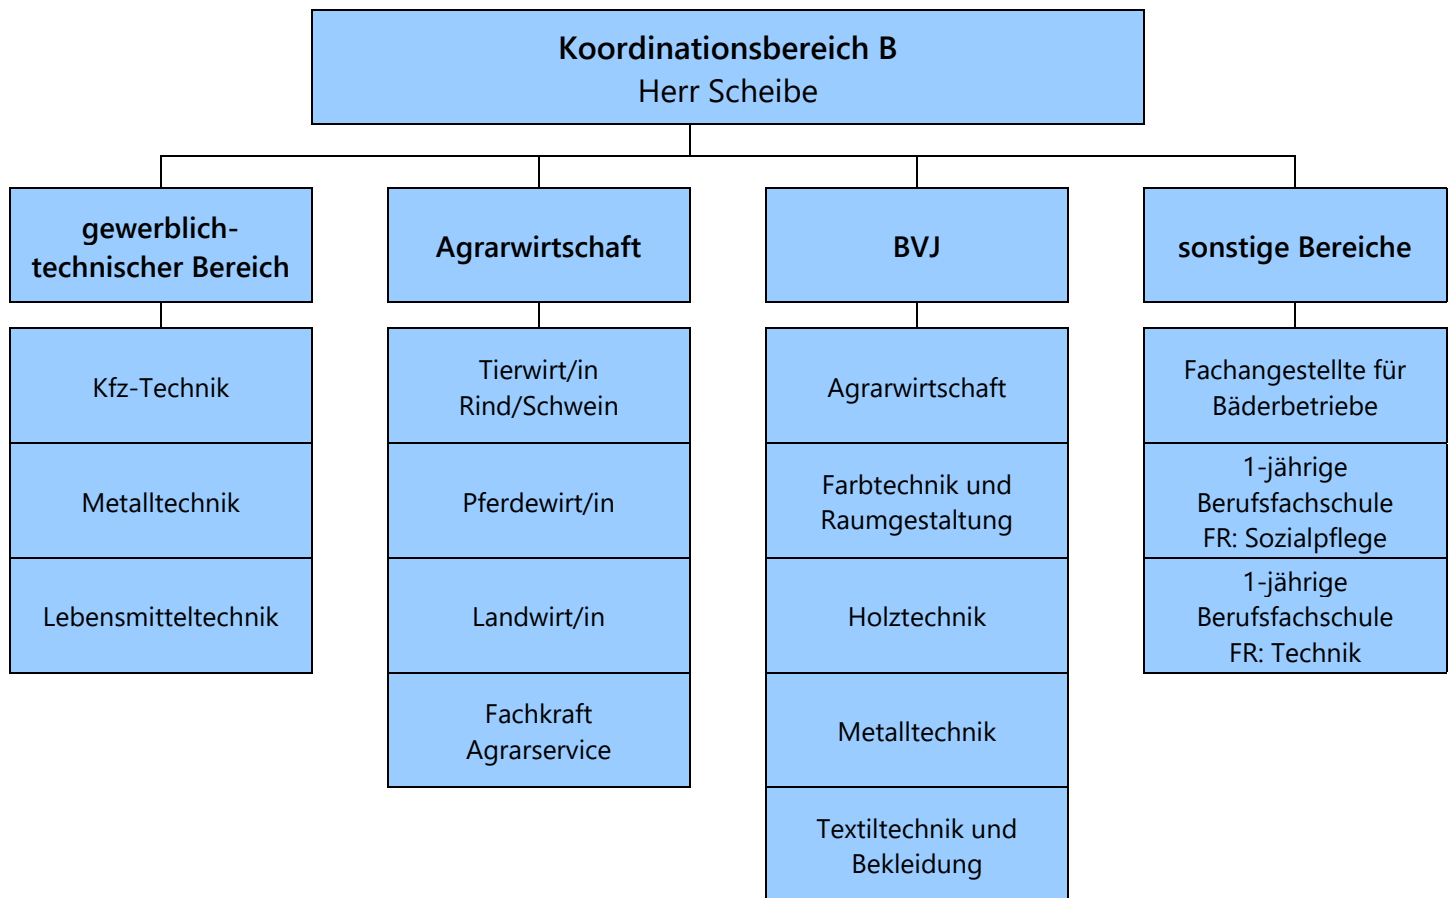 Koordinationsbereich B
Herr Scheibe
gewerblich-
technischer Bereich
Kfz-Technik
Metalltechnik
Lebensmitteltechnik
Agrarwirtschaft
Tierwirt/in
Rind/Schwein
Pferdewirt/in
Landwirt/in
Fachkraft
Agrarservice
BVJ
Agrarwirtschaft
Farbtechnik und
Raumgestaltung
Holztechnik
Metalltechnik
Textiltechnik und
Bekleidung
sonstige Bereiche
Fachangestellte für
Bäderbetriebe
1-jährige
Berufsfachschule
FR: Sozialpflege
1-jährige
Berufsfachschule
FR: Technik